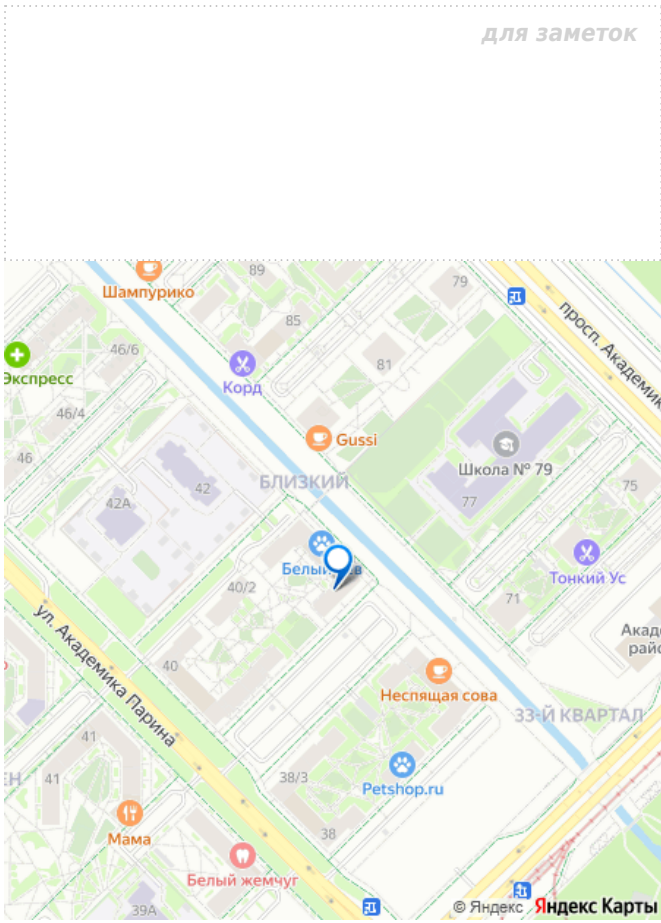 для заметок
89
79
Шампурико
85
просп. Академик
46/6
81
Экспресс
Корд
46/4
Gussi
46
Школа № 79
БЛИЗКИЙ
75
42
77
42А
Тонкий Ус
40/2
71
ул. Академика Парина
40
Неспящая сова
33-Й КВАРТАЛ
41
41
38/3
Petshop.ru
Мама
38
Белый жемчуг
39А
© Яндекс Яндекс Карты